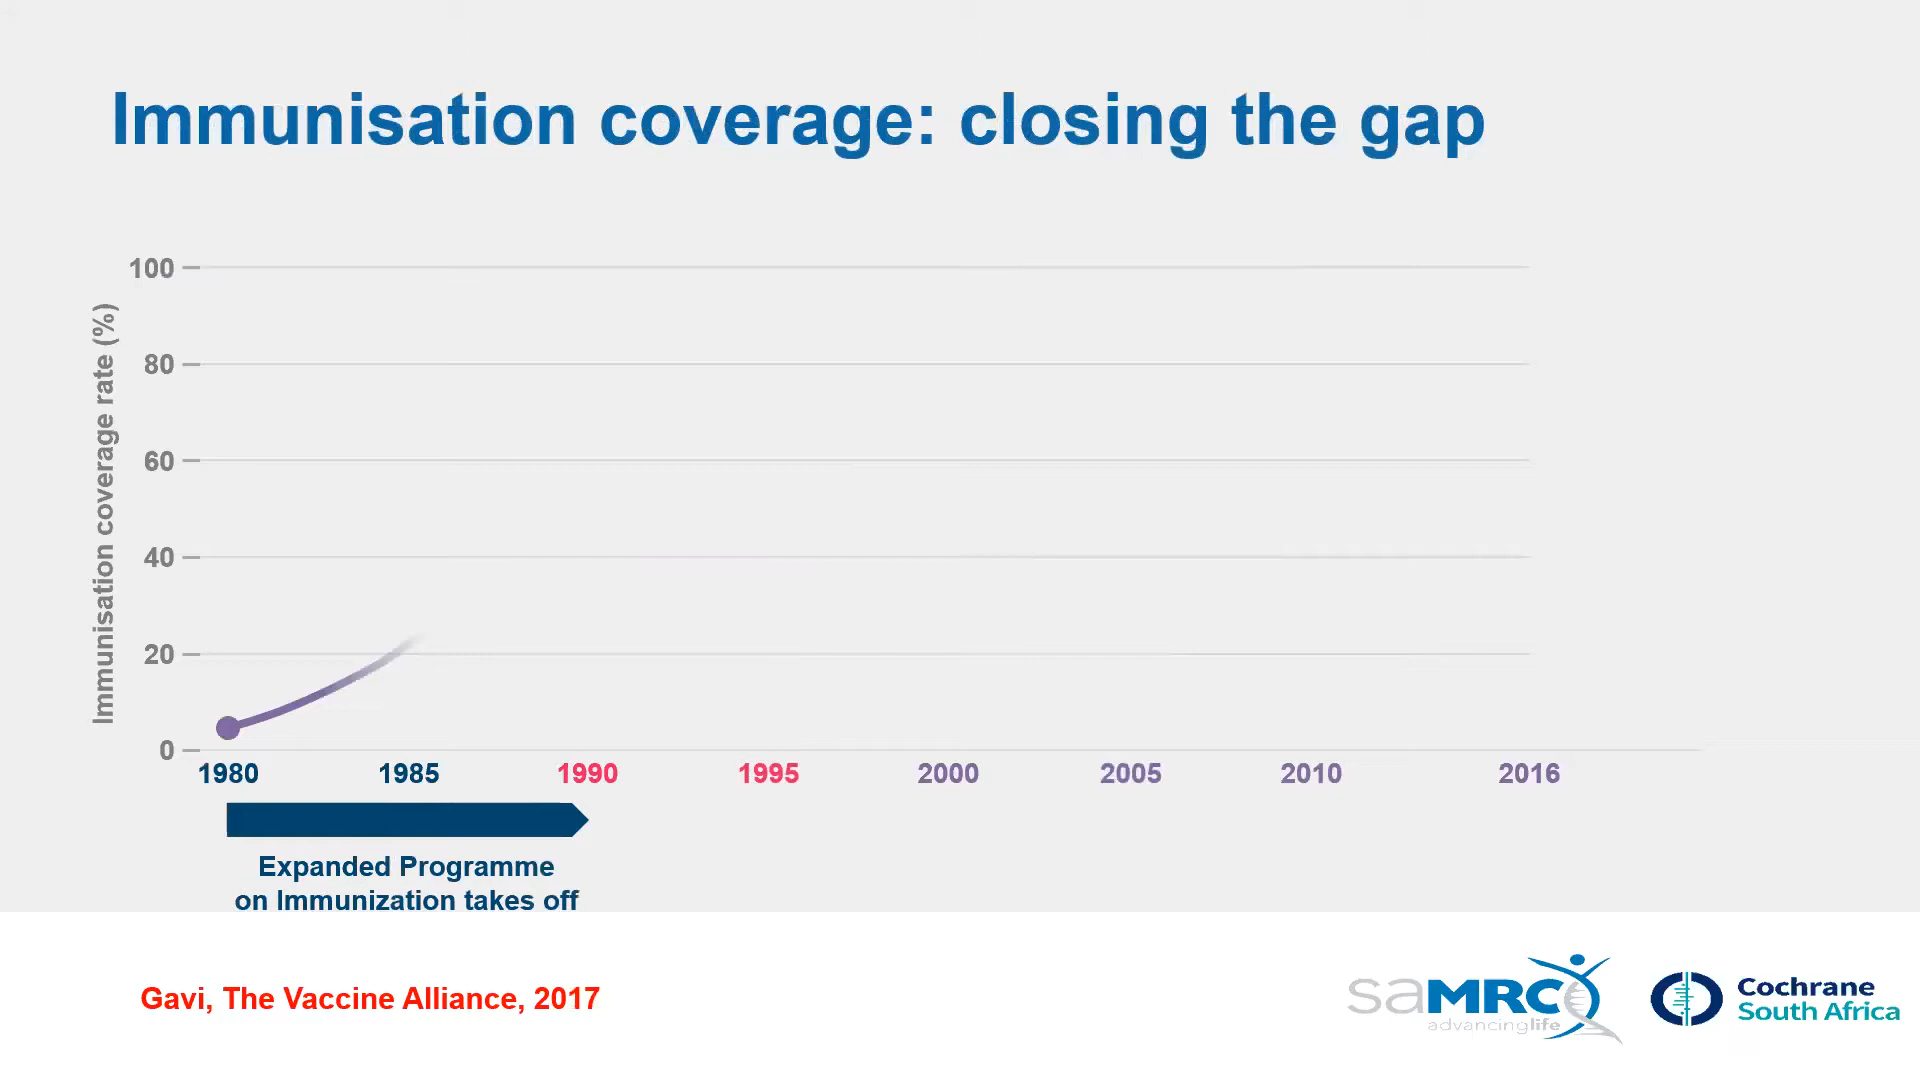 Immunisation coverage: closing the gap
Immunisation coverage rate (%)
100
80
60
40
20
0
1980 1985 1990 1995 2000 2005 2010 2016
Expanded Programme
on Immunization takes off
Gavi, The Vaccine Alliance, 2017
saMRC
advancinglife
Cochrane
South Africa